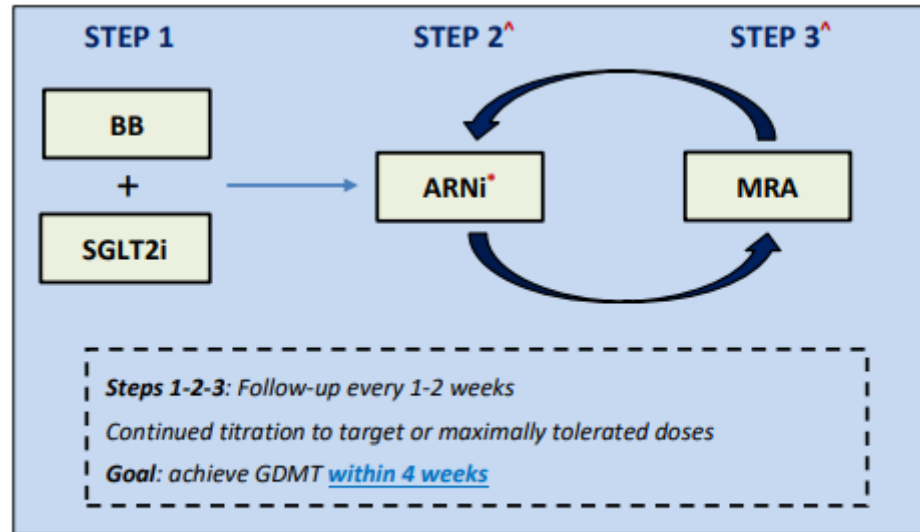 STEP 1
STEP 2^
STEP 3^
BB
+
SGLT2i
ARNi*
MRA
Steps 1-2-3: Follow-up every 1-2 weeks
Continued titration to target or maximally tolerated doses
Goal: achieve GDMT within 4 weeks